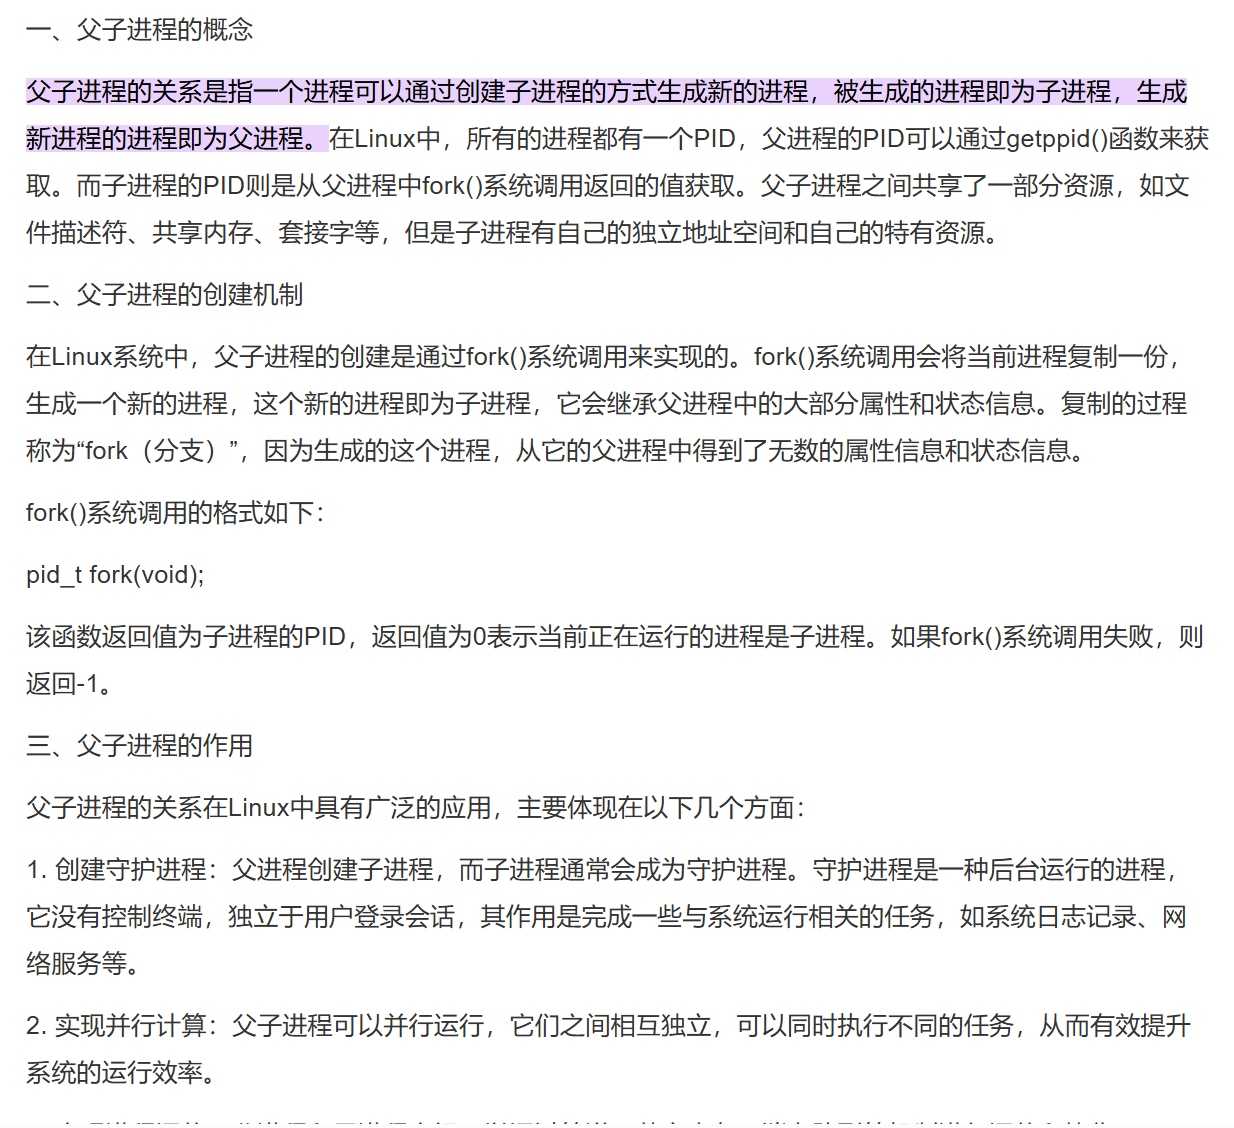 一、父子进程的概念
父子进程的关系是指一个进程可以通过创建子进程的方式生成新的进程，被生成的进程即为子进程，生成
新进程的进程即为父进程。在Linux中，所有的进程都有一个PID，父进程的PID可以通过getppid()函数来获
取。而子进程的PID则是从父进程中fork()系统调用返回的值获取。父子进程之间共享了一部分资源，如文
件描述符、共享内存、套接字等，但是子进程有自己的独立地址空间和自己的特有资源。
二、父子进程的创建机制
在Linux系统中，父子进程的创建是通过fork()系统调用来实现的。fork()系统调用会将当前进程复制一份，
生成一个新的进程，这个新的进程即为子进程，它会继承父进程中的大部分属性和状态信息。复制的过程
称为“fork（分支）”，因为生成的这个进程，从它的父进程中得到了无数的属性信息和状态信息。
fork()系统调用的格式如下：
pid_t fork(void);
该函数返回值为子进程的PID，返回值为0表示当前正在运行的进程是子进程。如果fork()系统调用失败，则
返回-1。
三、父子进程的作用
父子进程的关系在Linux中具有广泛的应用，主要体现在以下几个方面：
1. 创建守护进程：父进程创建子进程，而子进程通常会成为守护进程。守护进程是一种后台运行的进程，
它没有控制终端，独立于用户登录会话，其作用是完成一些与系统运行相关的任务，如系统日志记录、网
络服务等。
2. 实现并行计算：父子进程可以并行运行，它们之间相互独立，可以同时执行不同的任务，从而有效提升
系统的运行效率。